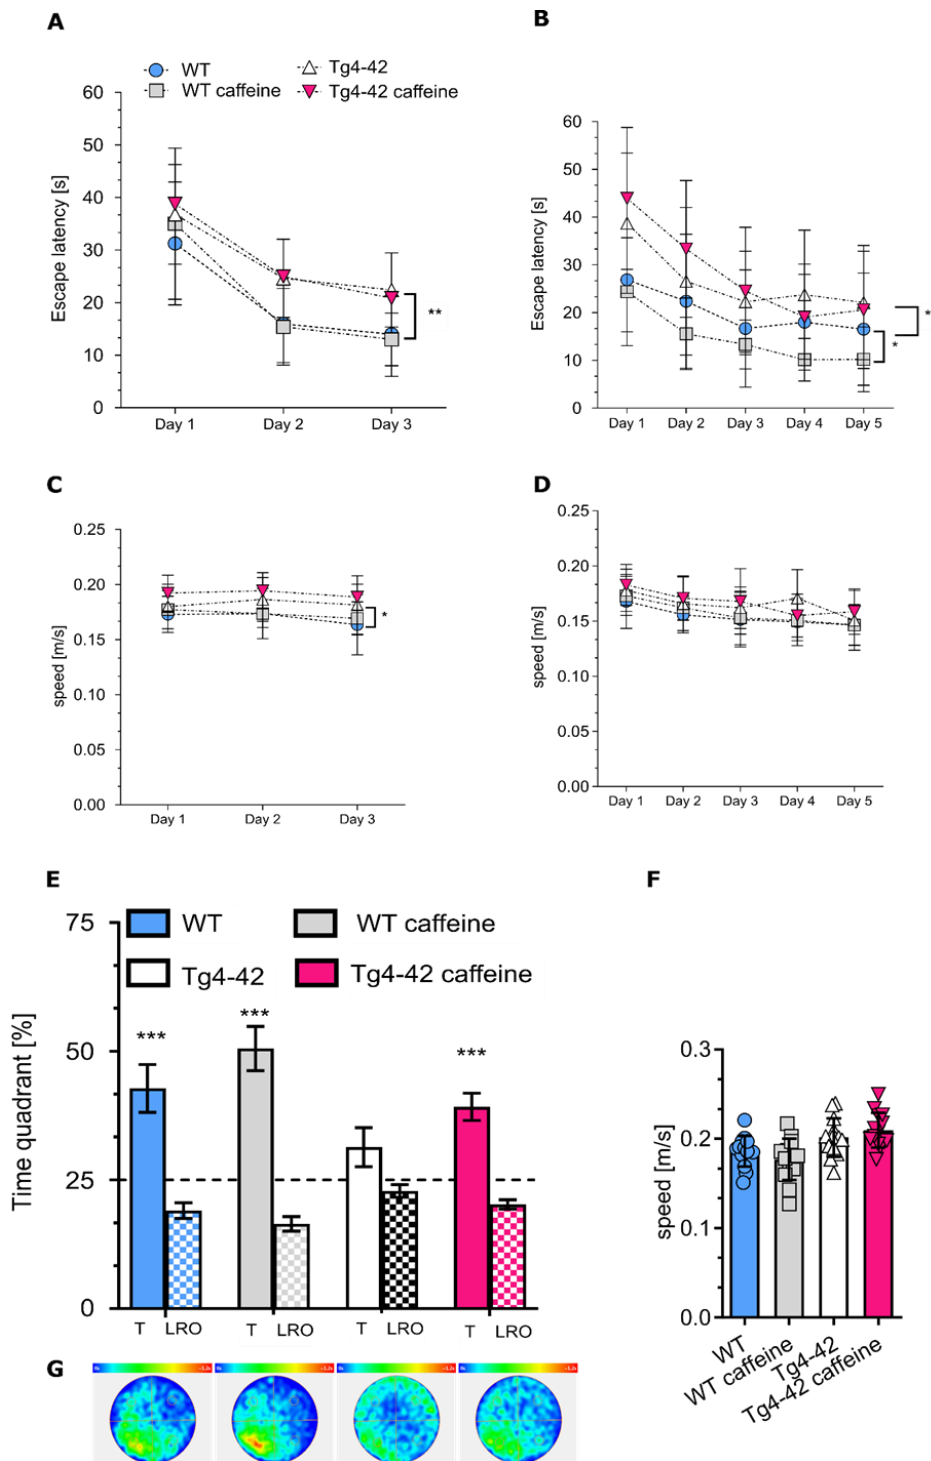 A
WT
WT caffeine
Tg4-42
Tg4-42 caffeine
60
50
40
30
20
10
0
Escape latency [s]
**
Day 1 Day 2 Day 3
B
60
50
40
30
20
10
0
Escape latency [s]
*
*
Day 1 Day 2 Day 3 Day 4 Day 5
C
0.25
0.20
0.15
0.10
0.05
0.00
speed [m/s]
*
Day 1 Day 2 Day 3
D
0.25
0.20
0.15
0.10
0.05
0.00
speed [m/s]
Day 1 Day 2 Day 3 Day 4 Day 5
E
WT
WT caffeine
Tg4-42
Tg4-42 caffeine
75
50
25
0
Time quadrant [%]
***
***
***
T LRO T LRO T LRO T LRO
F
0.3
0.2
0.1
0.0
speed [m/s]
WT
WT caffeine
Tg4-42
Tg4-42 caffeine
G